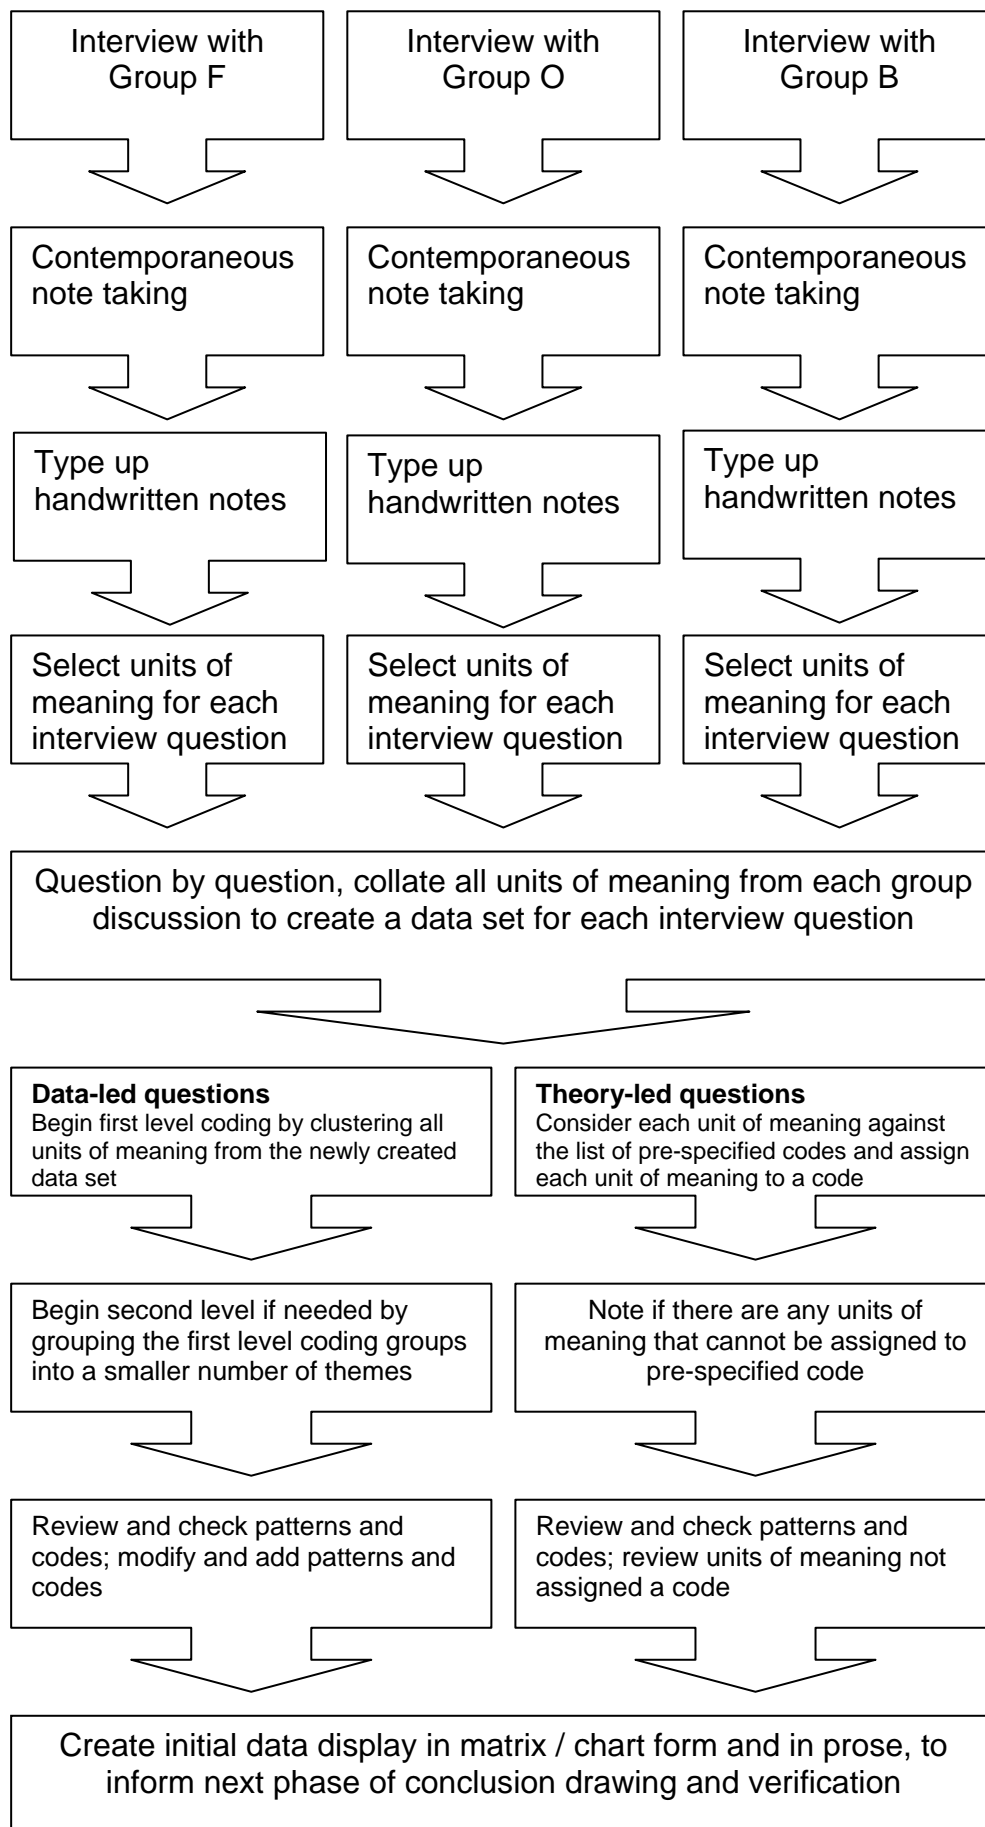 Interview with
Group F
Interview with
Group O
Interview with
Group B
Contemporaneous
note taking
Contemporaneous
note taking
Contemporaneous
note taking
Type up
handwritten notes
Type up
handwritten notes
Type up
handwritten notes
Select units of
meaning for each
interview question
Select units of
meaning for each
interview question
Select units of
meaning for each
interview question
Question by question, collate all units of meaning from each group
discussion to create a data set for each interview question
Data-led questions
Begin first level coding by clustering all
units of meaning from the newly created
data set
Theory-led questions
Consider each unit of meaning against
the list of pre-specified codes and assign
each unit of meaning to a code
Begin second level if needed by
grouping the first level coding groups
into a smaller number of themes
Note if there are any units of
meaning that cannot be assigned to
pre-specified code
Review and check patterns and
codes; modify and add patterns and
codes
Review and check patterns and
codes; review units of meaning not
assigned a code
Create initial data display in matrix / chart form and in prose, to
inform next phase of conclusion drawing and verification